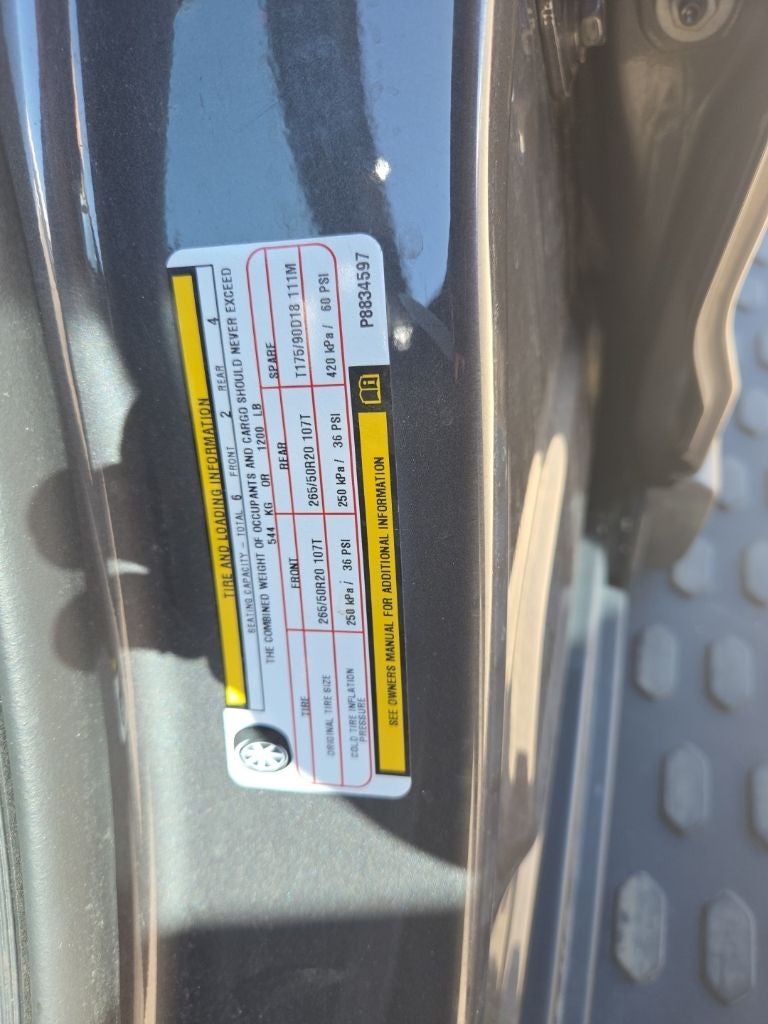 TIRE AND LOADING INFORMATION
SEATING CAPACITY - TOTAL 6 FRONT 2 REAR 4
THE COMBINED WEIGHT OF OCCUPANTS AND CARGO SHOULD NEVER EXCEED
544 KG OR 1200 LB
TIRE FRONT REAR SPARE
ORIGINAL TIRE SIZE 265/50R20 107T 265/50R20 107T T175/90D18 111M
COLD TIRE INFLATION PRESSURE 250 kPa / 36 PSI 250 kPa / 36 PSI 420 kPa / 60 PSI
SEE OWNERS MANUAL FOR ADDITIONAL INFORMATION
P8834597